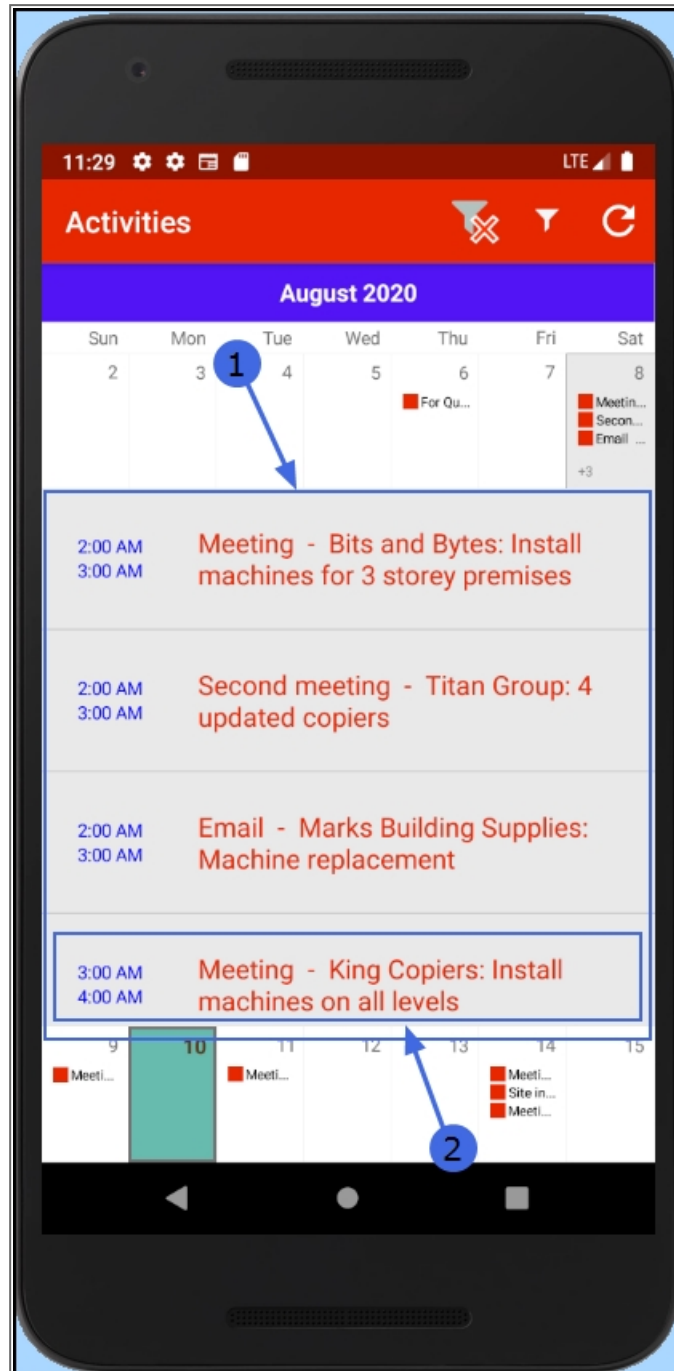 11:29 LTE
Activities
August 2020
Sun Mon Tue Wed Thu Fri Sat
1
2 3 4 5 6 7 8
For Qu... Meetin...
Secon...
Email ...
+3
2:00 AM Meeting - Bits and Bytes: Install
3:00 AM machines for 3 storey premises
2:00 AM Second meeting - Titan Group: 4
3:00 AM updated copiers
2:00 AM Email - Marks Building Supplies:
3:00 AM Machine replacement
3:00 AM Meeting - King Copiers: Install
4:00 AM machines on all levels
9 10 11 12 13 14 15
Meeti... Meeti... Meeti...
Site in...
Meeti...
2